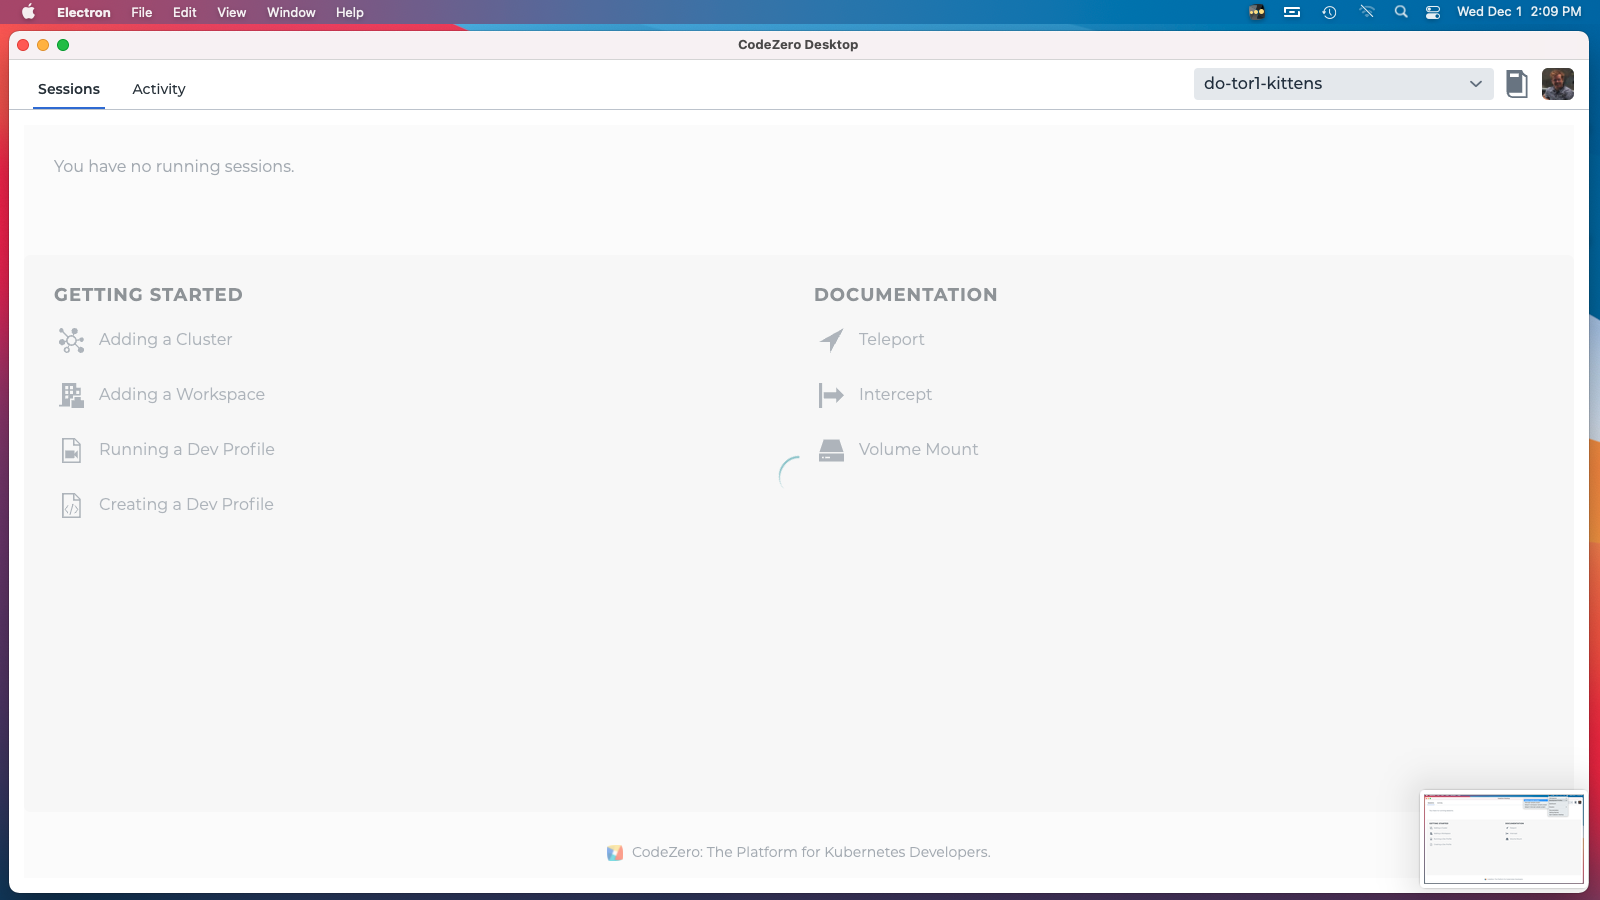 Electron File Edit View Window Help Wed Dec 1 2:09 PM
CodeZero Desktop
Sessions Activity do-tor1-kittens
You have no running sessions.
GETTING STARTED
Adding a Cluster
Adding a Workspace
Running a Dev Profile
Creating a Dev Profile
DOCUMENTATION
Teleport
Intercept
Volume Mount
CodeZero: The Platform for Kubernetes Developers.